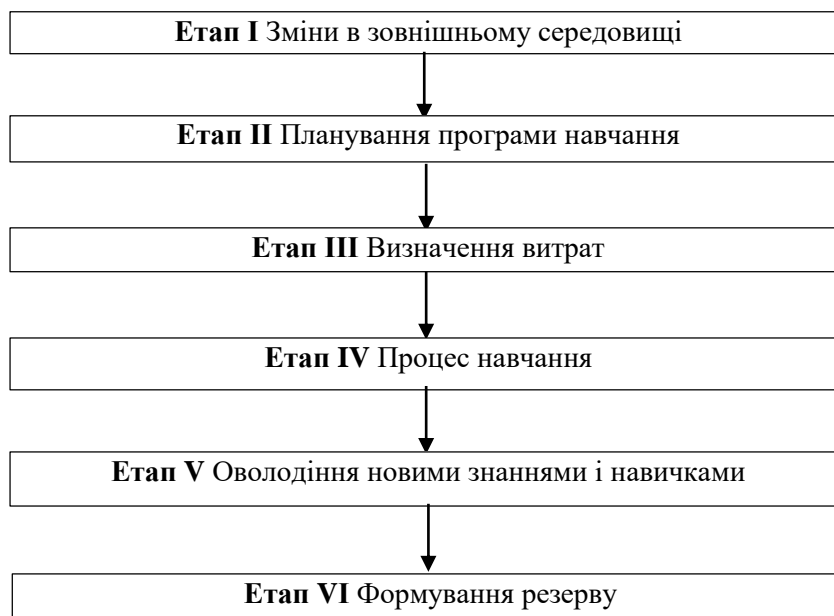 Етап I Зміни в зовнішньому середовищі
Етап II Планування програми навчання
Етап III Визначення витрат
Етап IV Процес навчання
Етап V Оволодіння новими знаннями і навичками
Етап VI Формування резерву